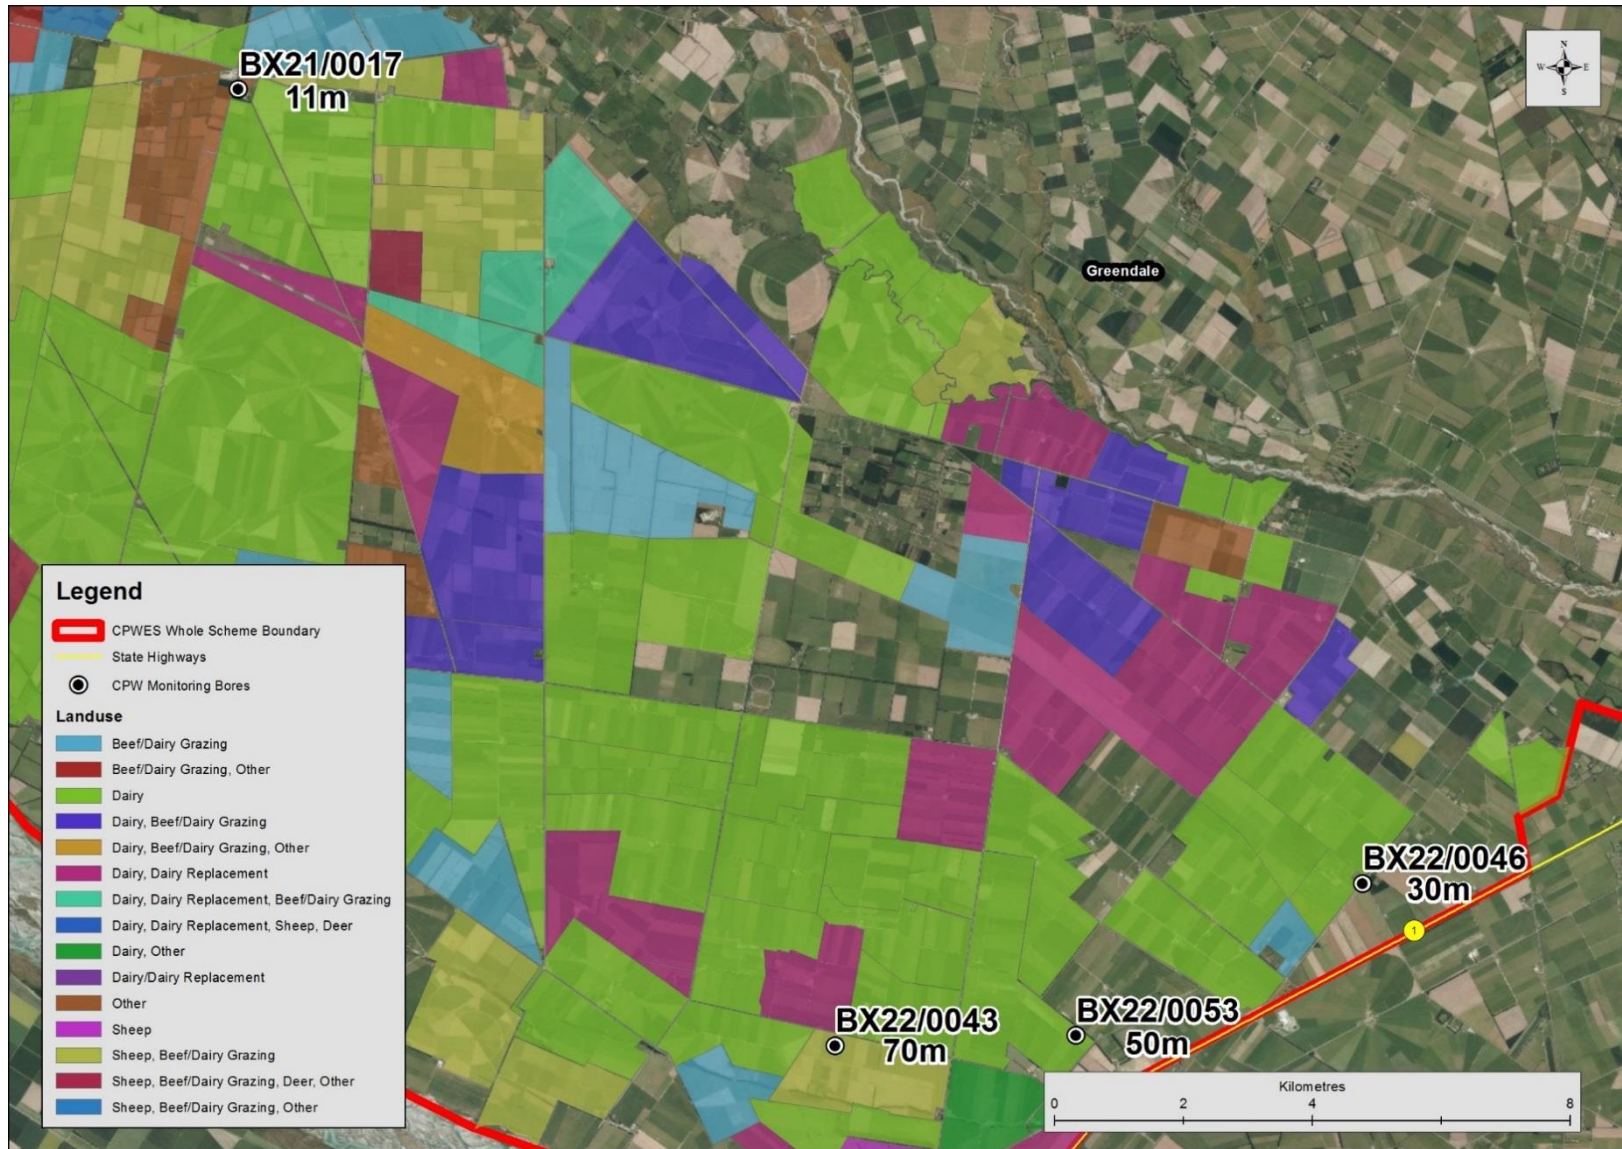 BX21/0017
11m
N
W E
S
Greendale
Legend
CPWES Whole Scheme Boundary
State Highways
CPW Monitoring Bores
Landuse
Beef/Dairy Grazing
Beef/Dairy Grazing, Other
Dairy
Dairy, Beef/Dairy Grazing
Dairy, Beef/Dairy Grazing, Other
Dairy, Dairy Replacement
Dairy, Dairy Replacement, Beef/Dairy Grazing
Dairy, Dairy Replacement, Sheep, Deer
Dairy, Other
Dairy/Dairy Replacement
Other
Sheep
Sheep, Beef/Dairy Grazing
Sheep, Beef/Dairy Grazing, Deer, Other
Sheep, Beef/Dairy Grazing, Other
BX22/0046
30m
1
BX22/0043
70m
BX22/0053
50m
Kilometres
0 2 4 8